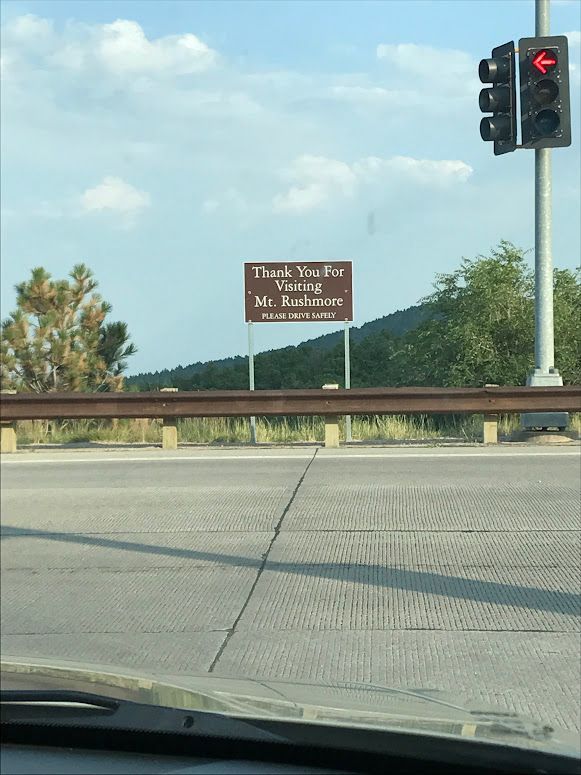 Thank You For
Visiting
Mt. Rushmore
PLEASE DRIVE SAFELY